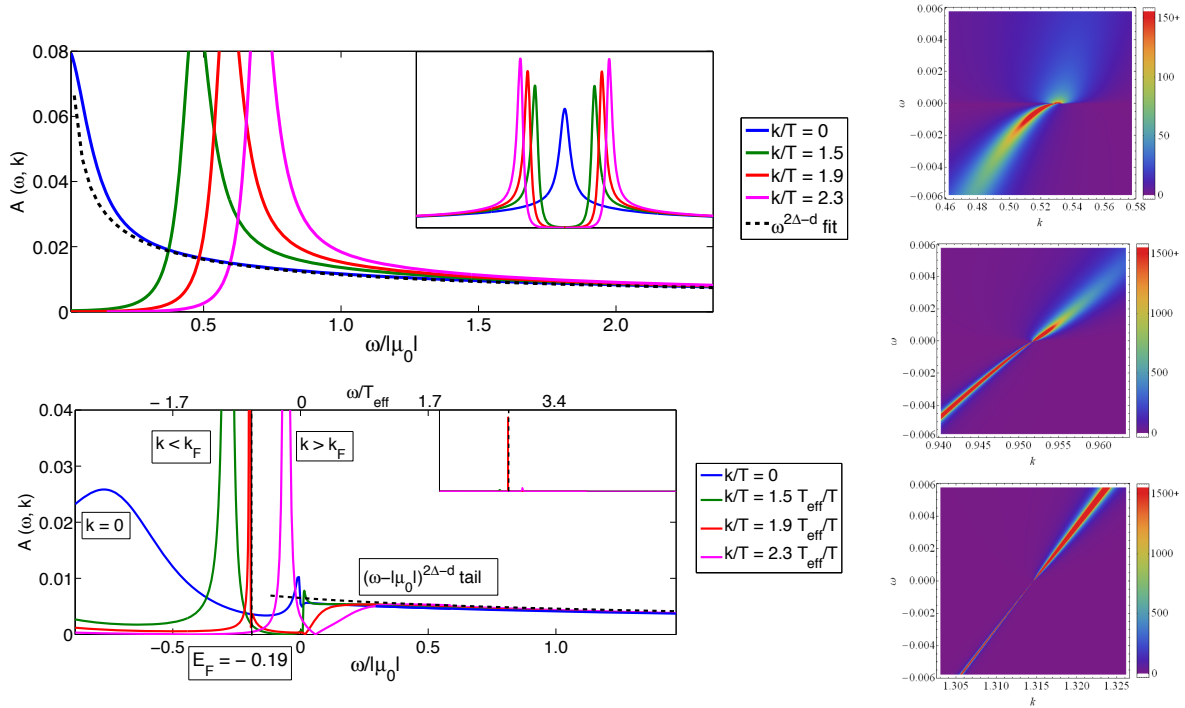 0.08
0.06
0.04
0.02
0
A (ω, k)
0.5
1.0
1.5
2.0
ω/|μ₀|
k/T = 0
k/T = 1.5
k/T = 1.9
k/T = 2.3
ω^{2Δ-d} fit
ω/T_eff
− 1.7
0
1.7
3.4
0.04
0.03
0.02
0.01
0
A (ω, k)
k < k_F
k > k_F
k = 0
(ω−|μ₀|)^{2Δ-d} tail
-0.5
0
0.5
1.0
E_F = − 0.19
ω/|μ₀|
k/T = 0
k/T = 1.5 T_eff/T
k/T = 1.9 T_eff/T
k/T = 2.3 T_eff/T
0.006
0.004
0.002
0.000
−0.002
−0.004
−0.006
ω
0.46
0.48
0.50
0.52
0.54
0.56
0.58
k
150+
100
50
0
0.006
0.004
0.002
0.000
−0.002
−0.004
−0.006
ω
0.940
0.945
0.950
0.955
0.960
k
1500+
1000
500
0
0.006
0.004
0.002
0.000
−0.002
−0.004
−0.006
ω
1.305
1.310
1.315
1.320
1.325
k
1500+
1000
500
0